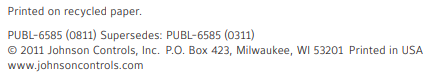 Printed on recycled paper.
PUBL-6585 (0811) Supersedes: PUBL-6585 (0311)
© 2011 Johnson Controls, Inc. P.O. Box 423, Milwaukee, WI 53201 Printed in USA
www.johnsoncontrols.com